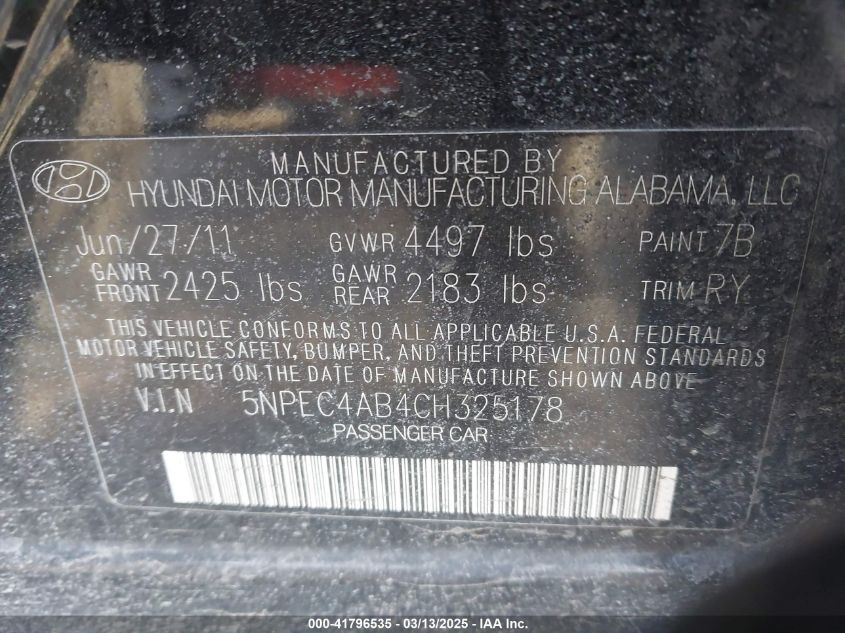 MANUFACTURED BY
HYUNDAI MOTOR MANUFACTURING ALABAMA, LLC
Jun/27/11 GVWR 4497 lbs PAINT 7B
GAWR FRONT 2425 lbs GAWR REAR 2183 lbs TRIM RY
THIS VEHICLE CONFORMS TO ALL APPLICABLE U.S.A. FEDERAL
MOTOR VEHICLE SAFETY, BUMPER, AND THEFT PREVENTION STANDARDS
IN EFFECT ON THE DATE OF MANUFACTURE SHOWN ABOVE
V.I.N 5NPEC4AB4CH325178
PASSENGER CAR
000-41796535 - 03/13/2025 - IAA Inc.